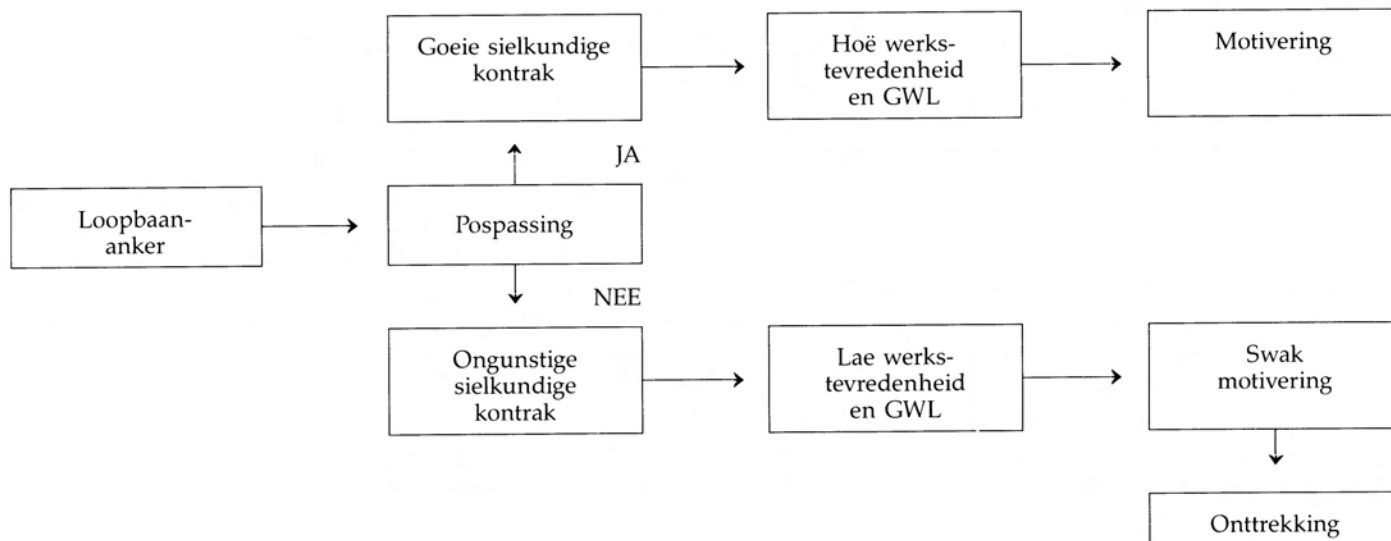 Goeie sielkundige
kontrak
Hoë werks-
tevredenheid
en GWL
Motivering
JA
Loopbaan-
anker
Pospassing
NEE
Ongunstige
sielkundige
kontrak
Lae werks-
tevredenheid
en GWL
Swak
motivering
Onttrekking